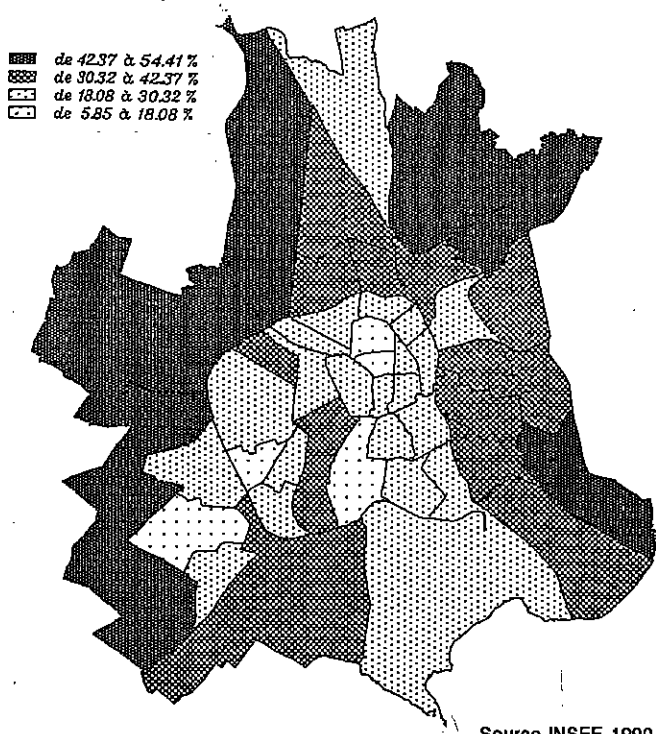 de 42.37 à 54.41 %
de 30.32 à 42.37 %
de 18.08 à 30.32 %
de 5.85 à 18.08 %
Source INSEE 1990